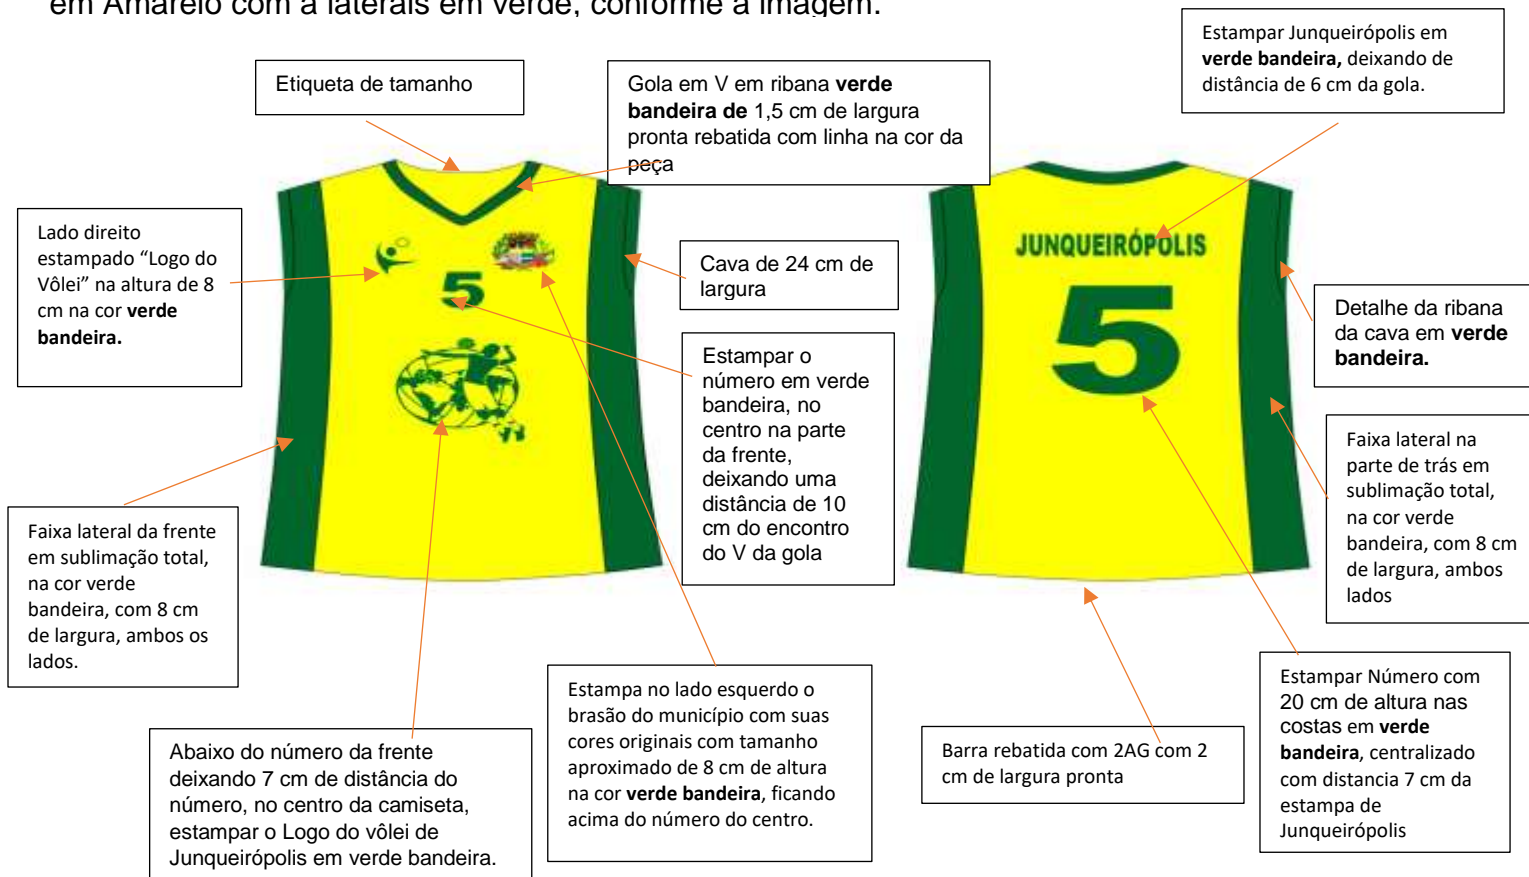 em Amarelo com a laterais em verde, conforme a imagem.
Etiqueta de tamanho
Gola em V em ribana verde
bandeira de 1,5 cm de largura
pronta rebatida com linha na cor da
peça
Estampar Junqueirópolis em
verde bandeira, deixando de
distância de 6 cm da gola.
Lado direito
estampado “Logo do
Vôlei” na altura de 8
cm na cor verde
bandeira.
5
Cava de 24 cm de
largura
JUNQUEIRÓPOLIS
5
Detalhe da ribana
da cava em verde
bandeira.
Estampar o
número em verde
bandeira, no
centro na parte
da frente,
deixando uma
distância de 10
cm do encontro
do V da gola
Faixa lateral na
parte de trás em
sublimação total,
na cor verde
bandeira, com 8 cm
de largura, ambos
lados
Faixa lateral da frente
em sublimação total,
na cor verde
bandeira, com 8 cm
de largura, ambos os
lados.
Abaixo do número da frente
deixando 7 cm de distância do
número, no centro da camiseta,
estampar o Logo do vôlei de
Junqueirópolis em verde bandeira.
Estampa no lado esquerdo o
brasão do município com suas
cores originais com tamanho
aproximado de 8 cm de altura
na cor verde bandeira, ficando
acima do número do centro.
Barra rebatida com 2AG com 2
cm de largura pronta
Estampar Número com
20 cm de altura nas
costas em verde
bandeira, centralizado
com distancia 7 cm da
estampa de
Junqueirópolis